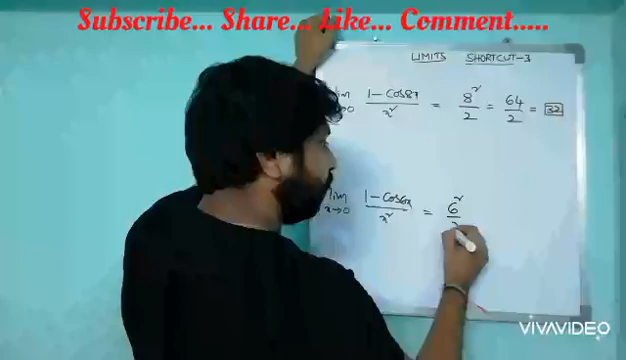 Subscribe... Share... Like... Comment.....
LIMITS SHORTCUT-3
lim x→0 1-cos8x / x² = 8² / 2 = 64 / 2 = 32
lim x→0 1-cos6x / x² = 6²
VIVAVIDEO